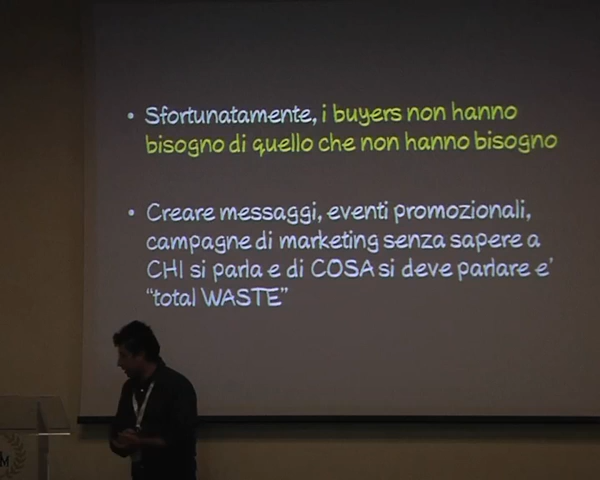 • Sfortunatamente, i buyers non hanno
bisogno di quello che non hanno bisogno
• Creare messaggi, eventi promozionali,
campagne di marketing senza sapere a
CHI si parla e di COSA si deve parlare e'
“total WASTE”
M